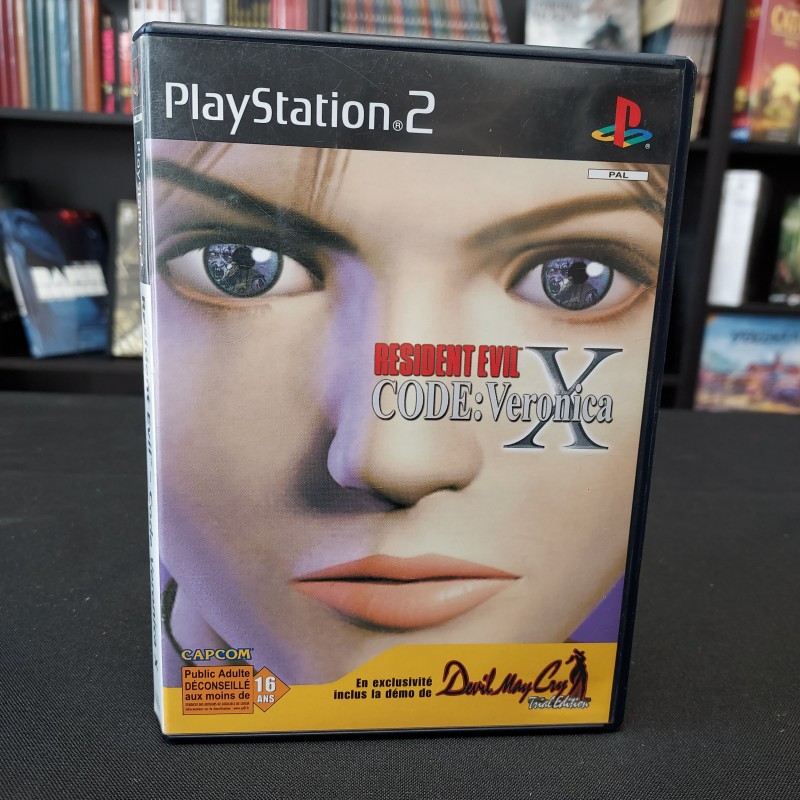 PlayStation®2
PAL
RESIDENT EVIL™
CODE: Veronica X
CAPCOM®
Public Adulte
DÉCONSEILLÉ
aux moins de
16
ANS
En exclusivité
inclus la démo de
Devil May Cry
Trial Edition